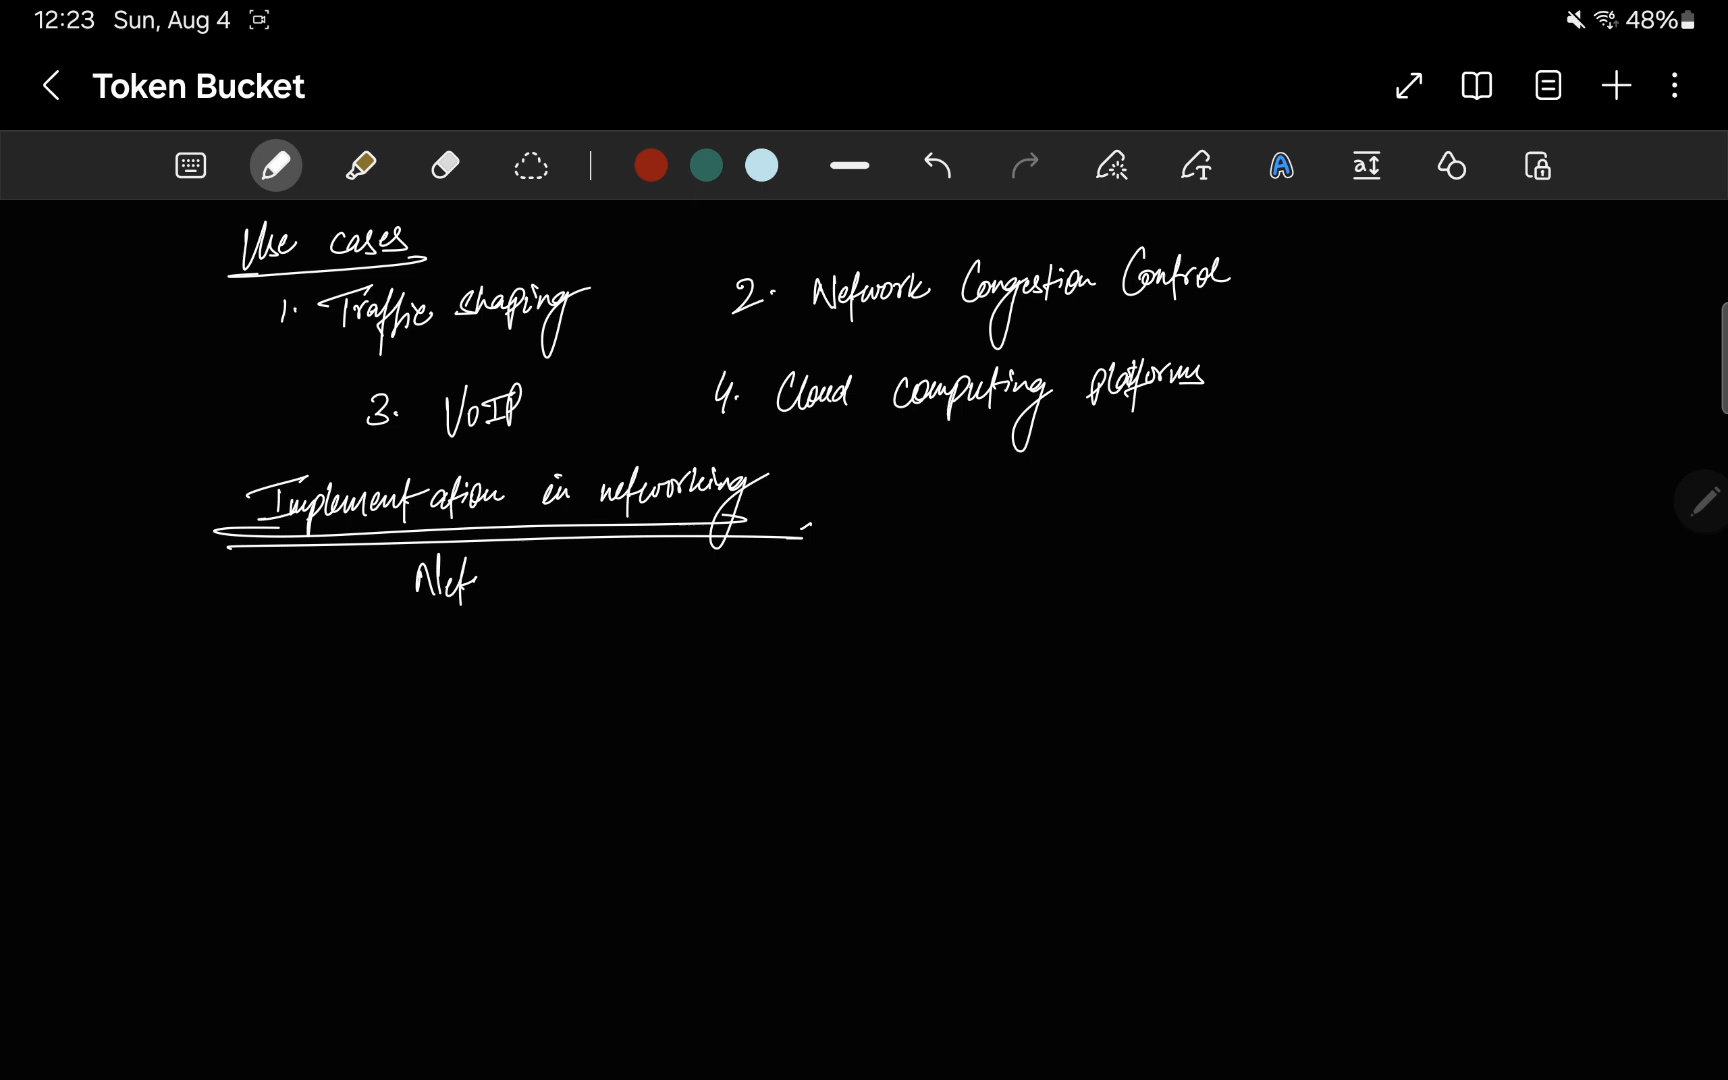 12:23 Sun, Aug 4 48%
Token Bucket
Use cases
1. Traffic shaping 2. Network Congestion Control
3. VoIP 4. Cloud computing platforms
Implementation in networking
Net